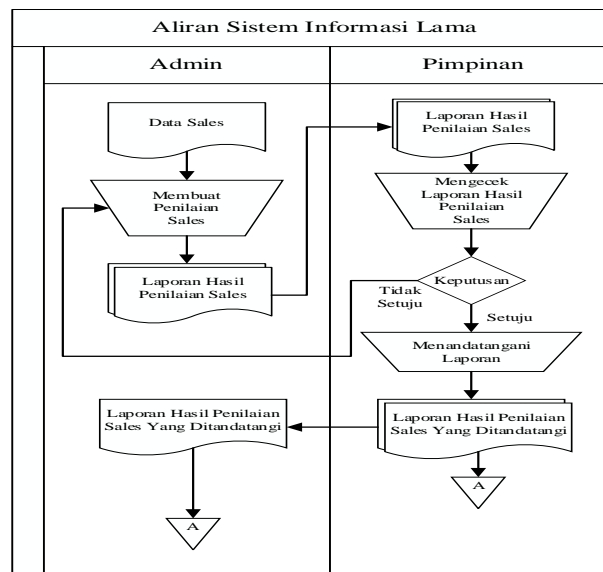 Aliran Sistem Informasi Lama
Admin
Pimpinan
Data Sales
Membuat
Penilaian
Sales
Laporan Hasil
Penilaian Sales
Laporan Hasil
Penilaian Sales
Mengecek
Laporan Hasil
Penilaian
Sales
Keputusan
Tidak
Setuju
Setuju
Menandatangani
Laporan
Laporan Hasil Penilaian
Sales Yang Ditandatangi
Laporan Hasil Penilaian
Sales Yang Ditandatangi
A
A